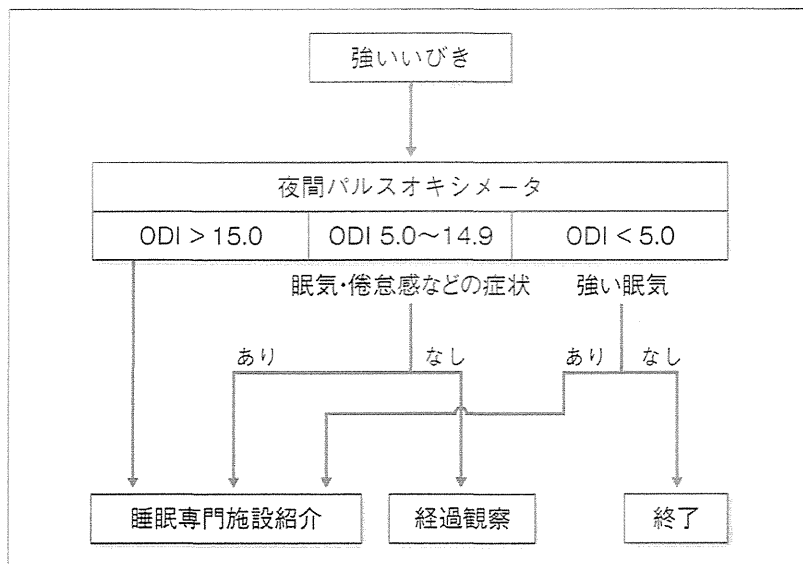 強いいびき
夜間パルスオキシメータ
ODI > 15.0
ODI 5.0～14.9
ODI < 5.0
眠気・倦怠感などの症状
強い眠気
あり
なし
あり
なし
睡眠専門施設紹介
経過観察
終了